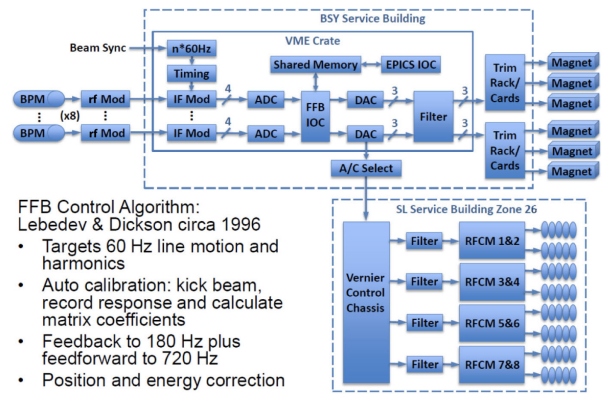 BSY Service Building
VME Crate
Beam Sync
n*60Hz
Timing
Shared Memory
EPICS IOC
BPM
rf Mod
IF Mod
4
ADC
FFB
IOC
DAC
3
Filter
3
Trim
Rack/
Cards
Magnet
Magnet
Magnet
(x8)
BPM
rf Mod
IF Mod
4
ADC
DAC
3
3
Trim
Rack/
Cards
Magnet
Magnet
Magnet
A/C Select
SL Service Building Zone 26
Vernier
Control
Chassis
Filter
RFCM 1&2
Filter
RFCM 3&4
Filter
RFCM 5&6
Filter
RFCM 7&8
FFB Control Algorithm:
Lebedev & Dickson circa 1996
• Targets 60 Hz line motion and
harmonics
• Auto calibration: kick beam,
record response and calculate
matrix coefficients
• Feedback to 180 Hz plus
feedforward to 720 Hz
• Position and energy correction